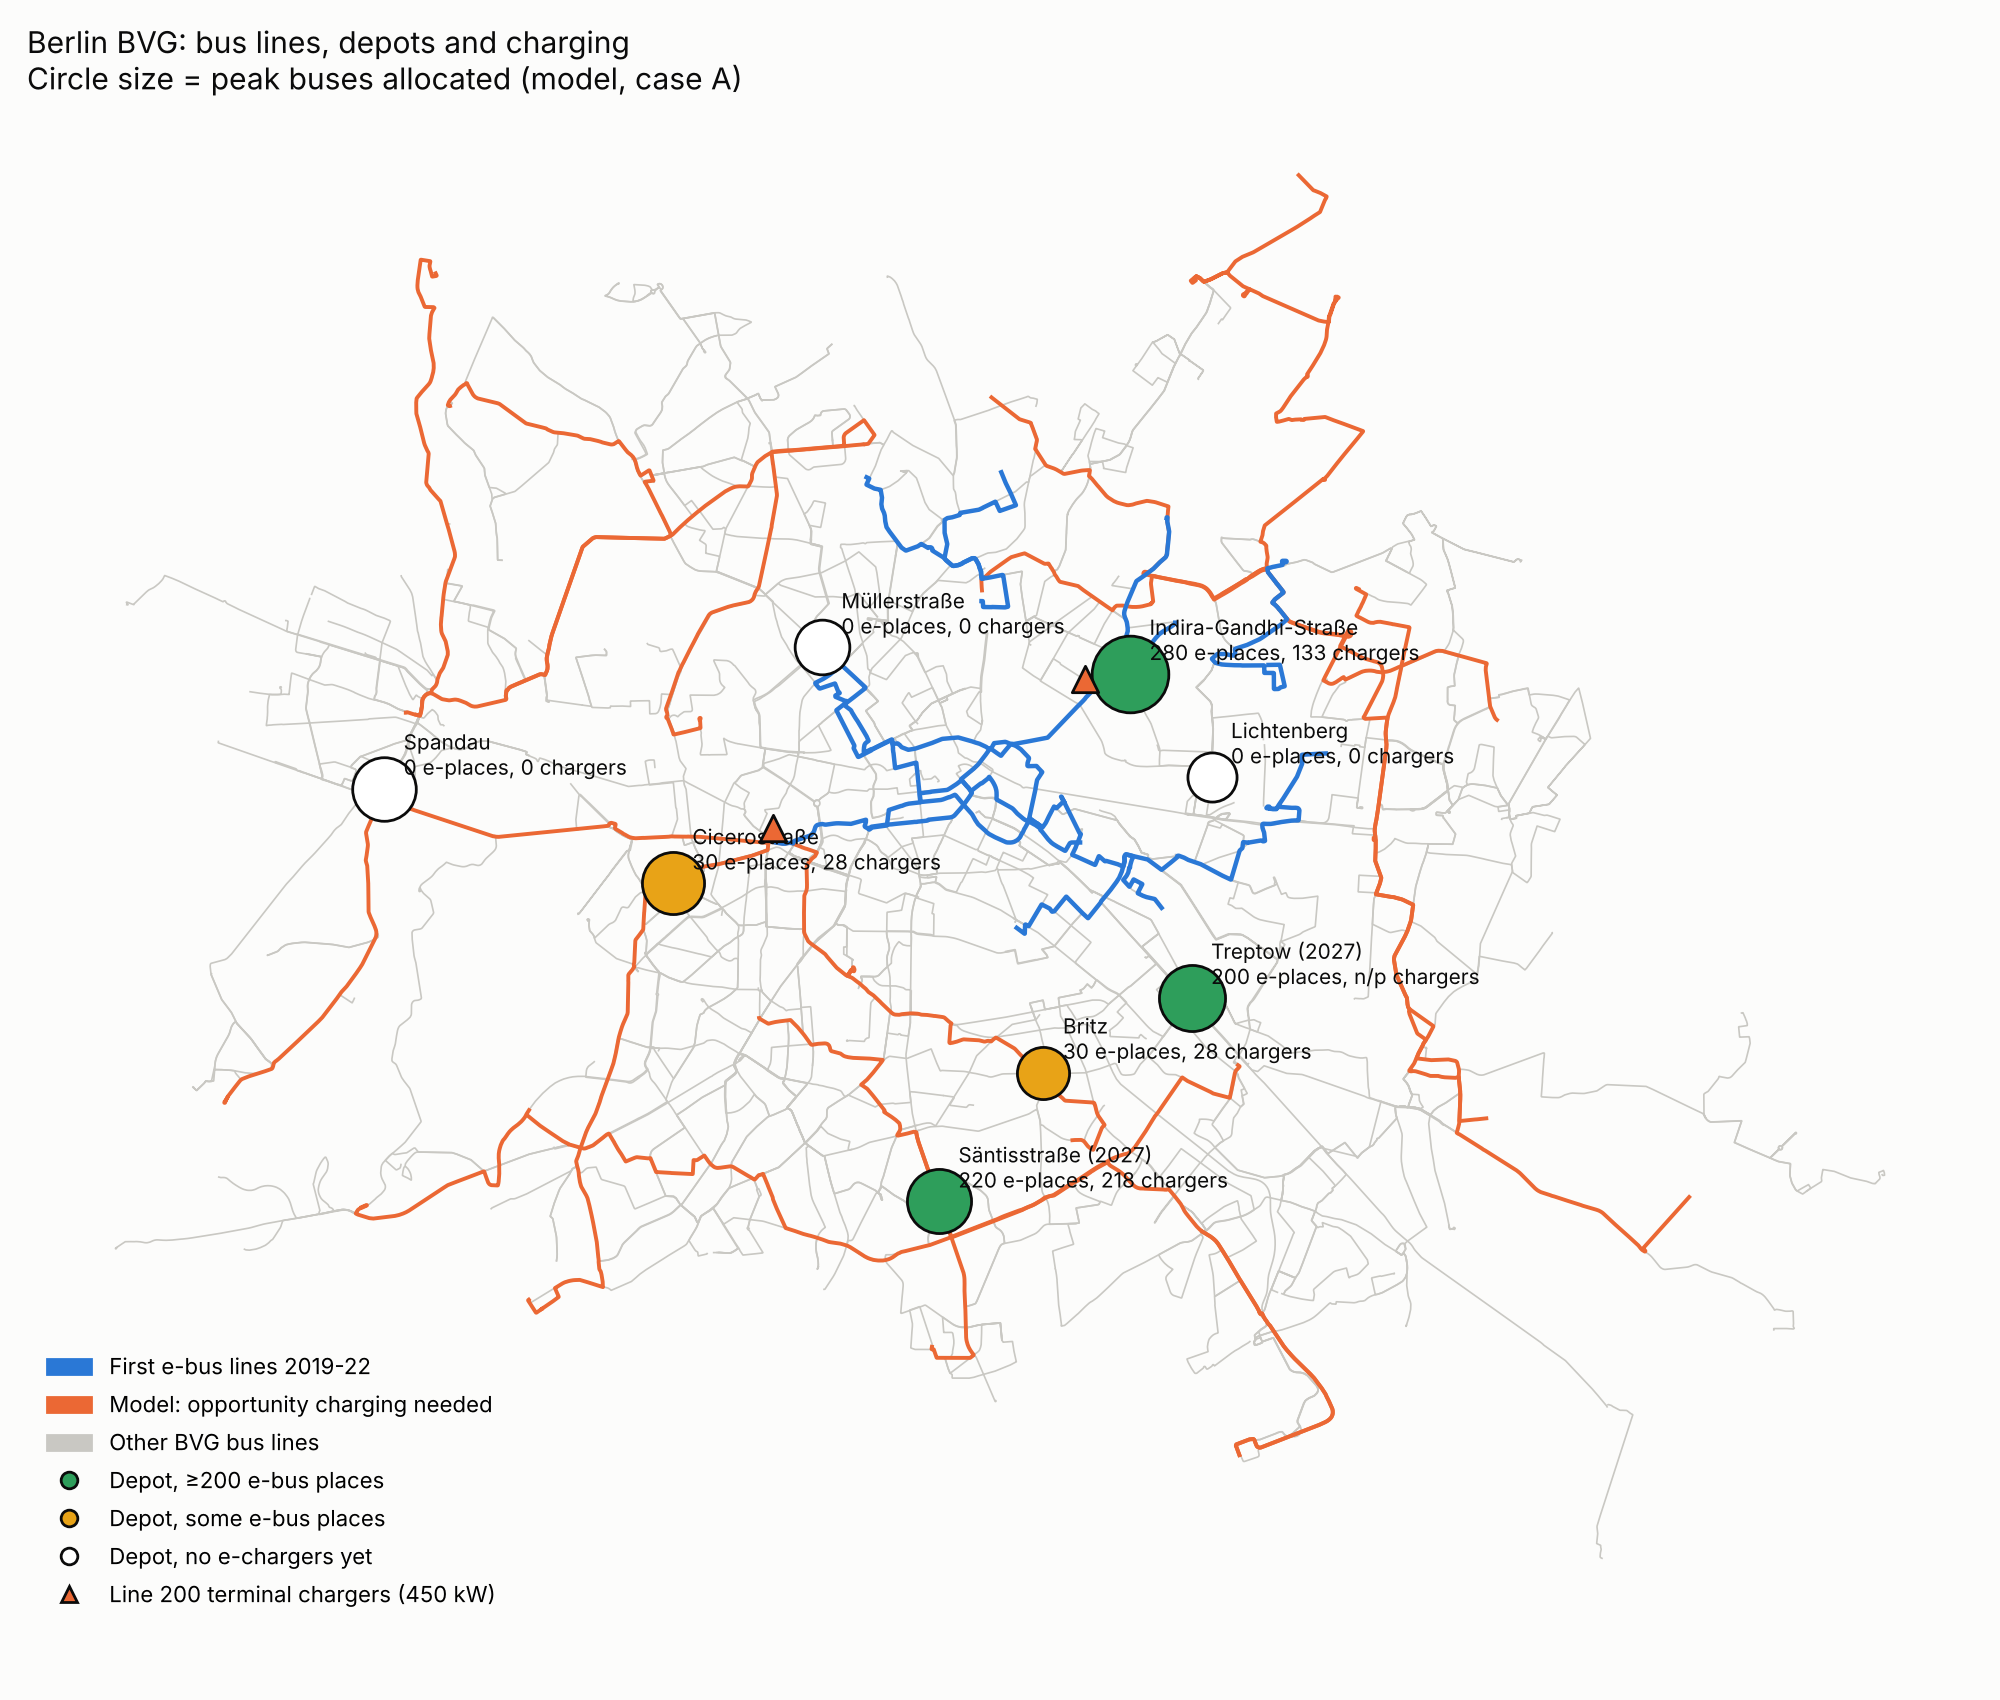 Berlin BVG: bus lines, depots and charging
Circle size = peak buses allocated (model, case A)
Müllerstraße
0 e-places, 0 chargers
Indira-Gandhi-Straße
280 e-places, 133 chargers
Lichtenberg
0 e-places, 0 chargers
Spandau
0 e-places, 0 chargers
Cicerostraße
30 e-places, 28 chargers
Treptow (2027)
200 e-places, n/p chargers
Britz
30 e-places, 28 chargers
Säntisstraße (2027)
220 e-places, 218 chargers
First e-bus lines 2019-22
Model: opportunity charging needed
Other BVG bus lines
Depot, ≥200 e-bus places
Depot, some e-bus places
Depot, no e-chargers yet
Line 200 terminal chargers (450 kW)